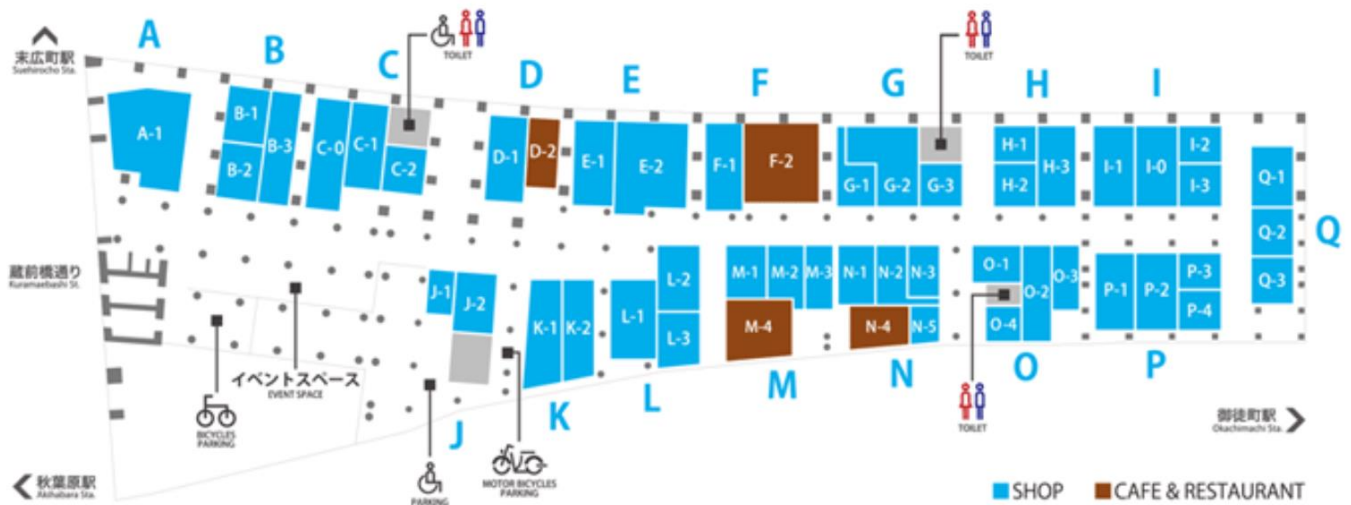 A
B
C
D
E
F
G
H
I
末広町駅
Suehirocho Sta.
TOILET
TOILET
A-1
B-1
B-2
B-3
C-0
C-1
C-2
D-1
D-2
E-1
E-2
F-1
F-2
G-1
G-2
G-3
H-1
H-2
H-3
I-1
I-0
I-2
I-3
Q-1
Q-2
Q-3
Q
蔵前橋通り
Kuramaebashi St.
J-1
J-2
K-1
K-2
L-1
L-2
L-3
M-1
M-2
M-3
M-4
N-1
N-2
N-3
N-4
N-5
O-1
O-2
O-3
O-4
P-1
P-2
P-3
P-4
イベントスペース
EVENT SPACE
BICYCLES
PARKING
J
K
L
M
N
O
P
TOILET
御徒町駅
Okachimachi Sta.
秋葉原駅
Akihabara Sta.
PARKING
MOTOR BICYCLES
PARKING
SHOP
CAFE & RESTAURANT